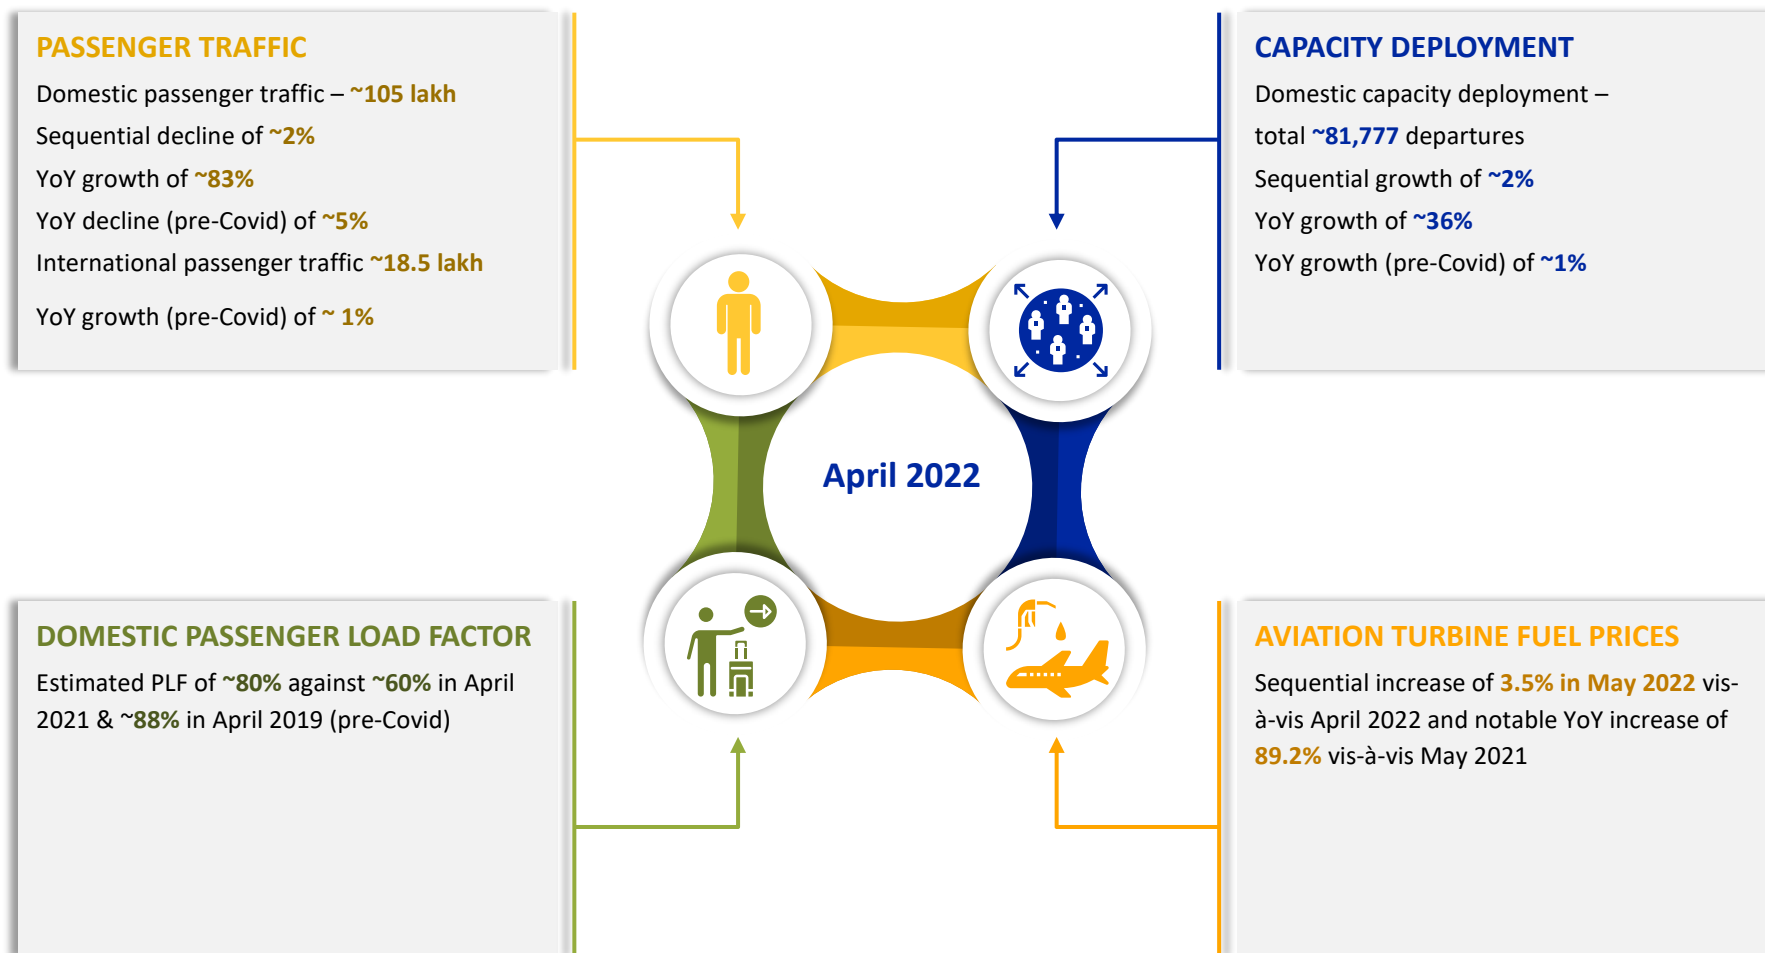 PASSENGER TRAFFIC
Domestic passenger traffic – ~105 lakh
Sequential decline of ~2%
YoY growth of ~83%
YoY decline (pre-Covid) of ~5%
International passenger traffic ~18.5 lakh
YoY growth (pre-Covid) of ~ 1%
CAPACITY DEPLOYMENT
Domestic capacity deployment –
total ~81,777 departures
Sequential growth of ~2%
YoY growth of ~36%
YoY growth (pre-Covid) of ~1%
April 2022
DOMESTIC PASSENGER LOAD FACTOR
Estimated PLF of ~80% against ~60% in April
2021 & ~88% in April 2019 (pre-Covid)
AVIATION TURBINE FUEL PRICES
Sequential increase of 3.5% in May 2022 vis-
à-vis April 2022 and notable YoY increase of
89.2% vis-à-vis May 2021